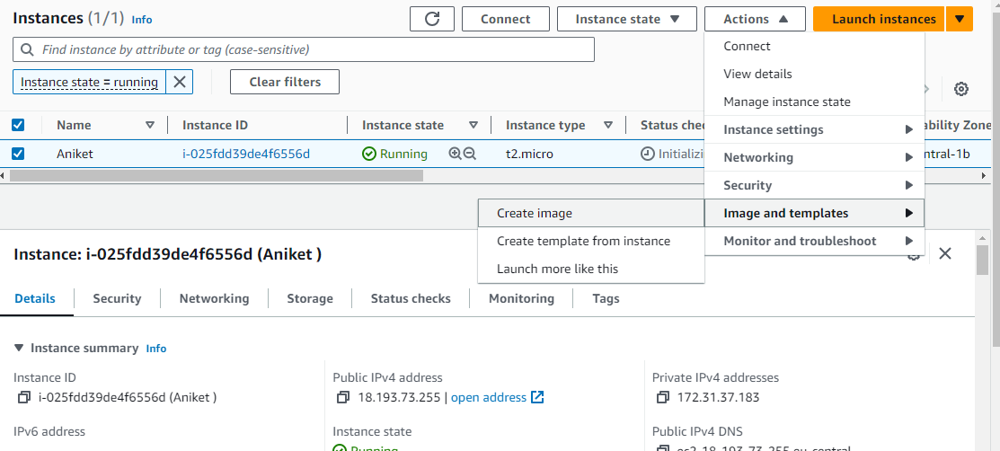 Instances (1/1) Info
Connect
Instance state
Actions
Launch instances
Find instance by attribute or tag (case-sensitive)
Instance state = running
Clear filters
Connect
View details
Manage instance state
Instance settings
Networking
Security
Image and templates
Monitor and troubleshoot
Create image
Create template from instance
Launch more like this
Name Instance ID Instance state Instance type Status chec ability Zone
Aniket i-025fdd39de4f6556d Running t2.micro Initializi ntral-1b
Instance: i-025fdd39de4f6556d (Aniket )
Details Security Networking Storage Status checks Monitoring Tags
Instance summary Info
Instance ID Public IPv4 address Private IPv4 addresses
i-025fdd39de4f6556d (Aniket ) 18.193.73.255 | open address 172.31.37.183
IPv6 address Instance state Public IPv4 DNS
Running ec2-18-193-73-255.eu-central-